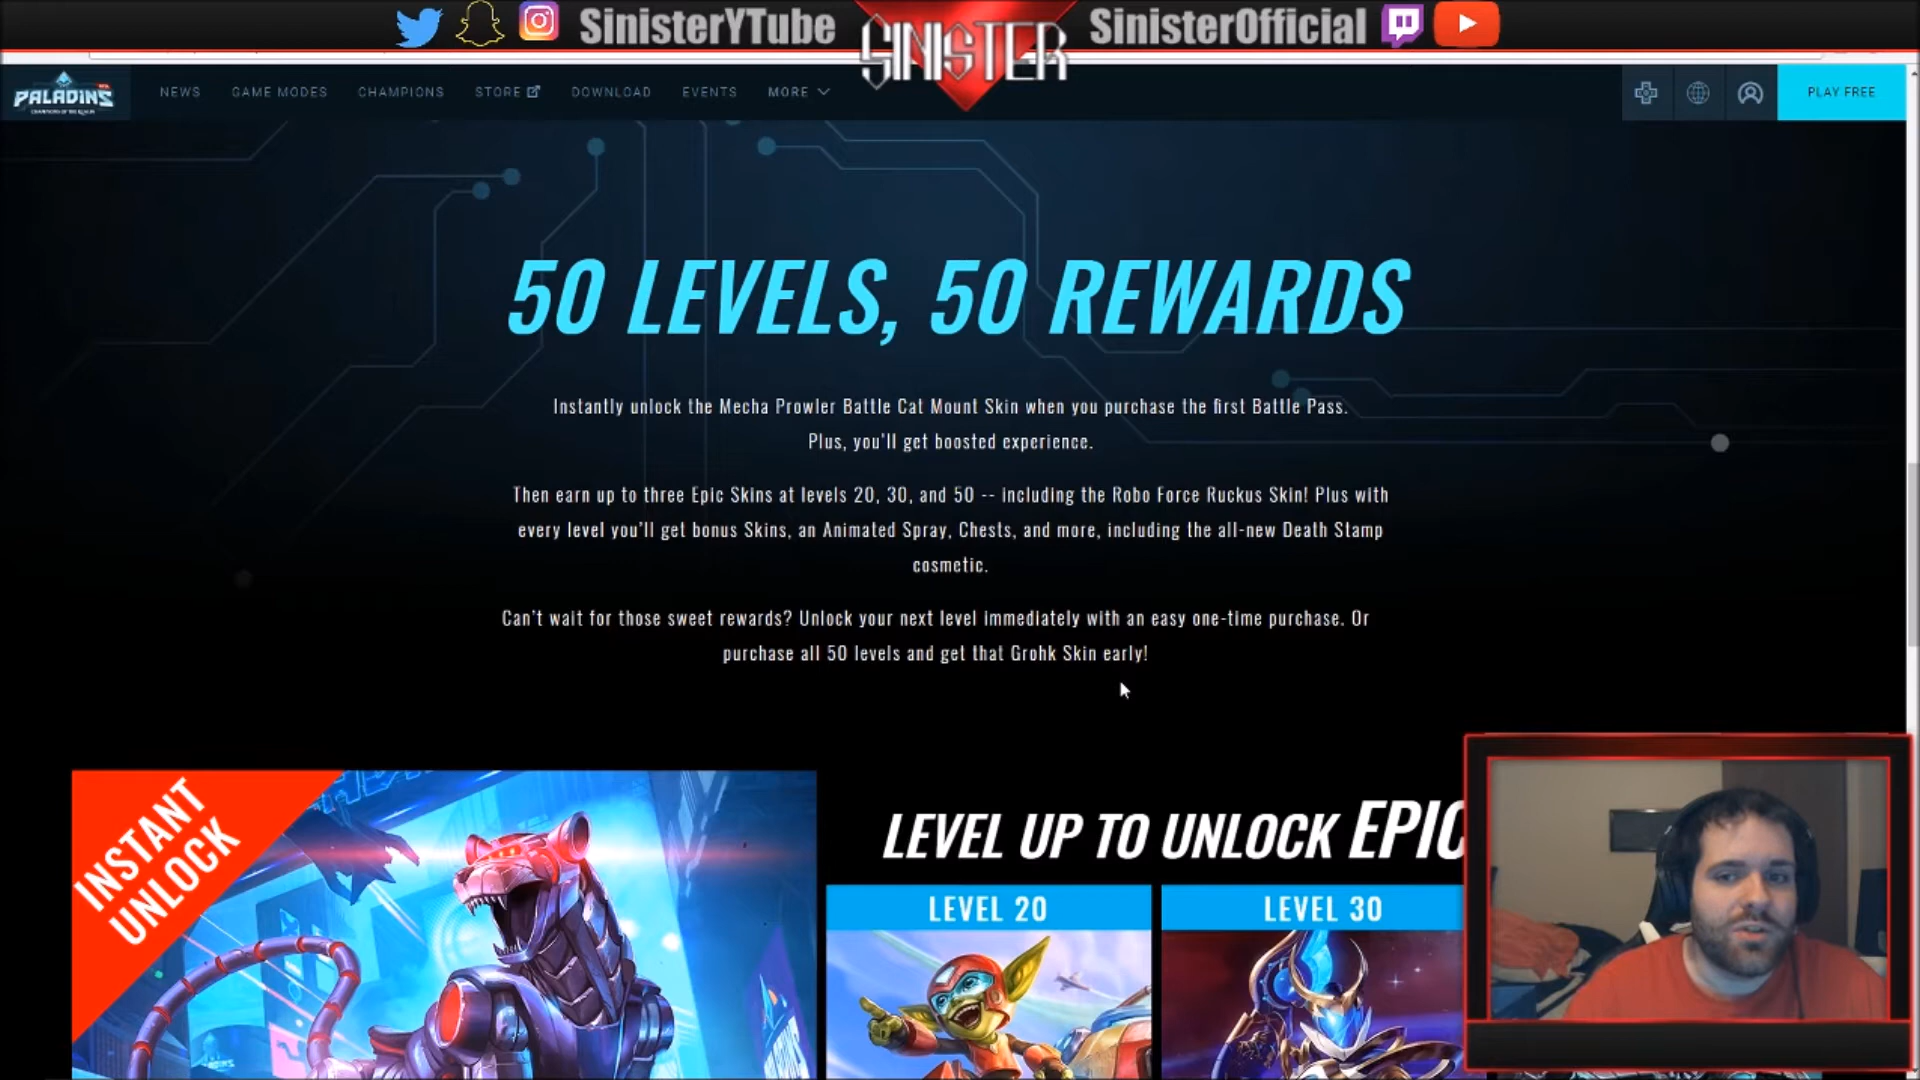 SinisterYTube
SINISTER
SinisterOfficial
PALADINS
CHAMPIONS OF THE REALM
NEWS
GAME MODES
CHAMPIONS
STORE
DOWNLOAD
EVENTS
MORE
PLAY FREE
50 LEVELS, 50 REWARDS
Instantly unlock the Mecha Prowler Battle Cat Mount Skin when you purchase the first Battle Pass.
Plus, you'll get boosted experience.
Then earn up to three Epic Skins at levels 20, 30, and 50 -- including the Robo Force Ruckus Skin! Plus with
every level you'll get bonus Skins, an Animated Spray, Chests, and more, including the all-new Death Stamp
cosmetic.
Can't wait for those sweet rewards? Unlock your next level immediately with an easy one-time purchase. Or
purchase all 50 levels and get that Grohk Skin early!
INSTANT
UNLOCK
LEVEL UP TO UNLOCK EPIC
LEVEL 20
LEVEL 30